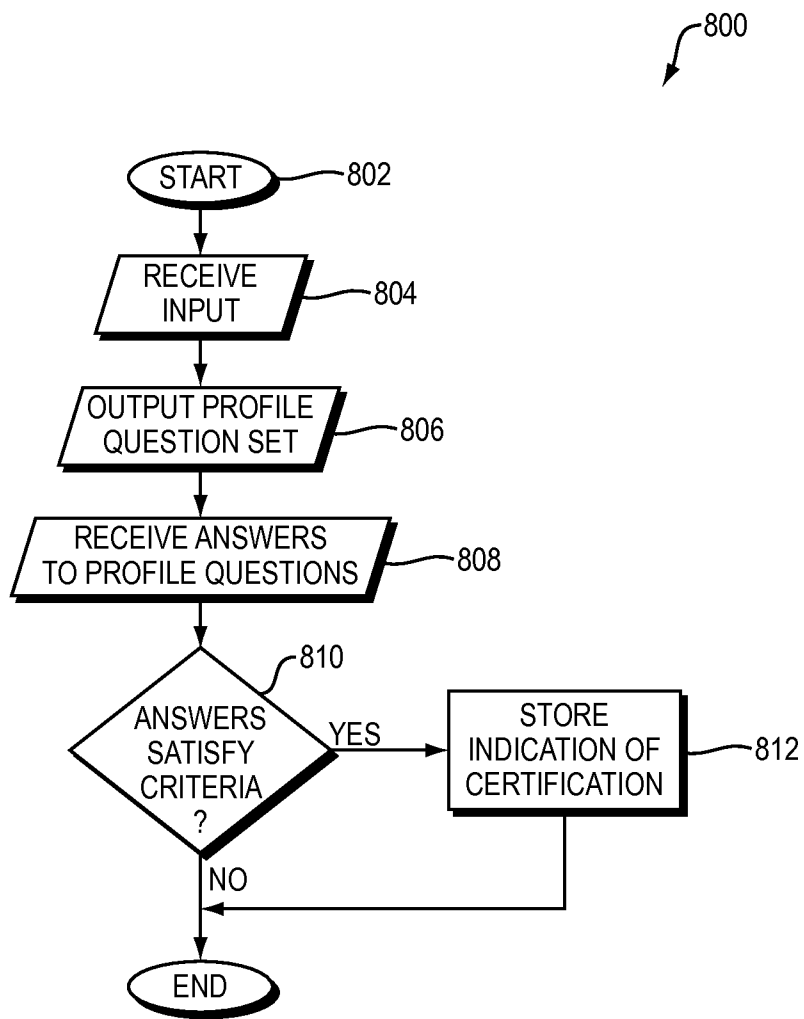 800
START
802
RECEIVE
INPUT
804
OUTPUT PROFILE
QUESTION SET
806
RECEIVE ANSWERS
TO PROFILE QUESTIONS
808
810
ANSWERS
SATISFY
CRITERIA
?
YES
STORE
INDICATION OF
CERTIFICATION
812
NO
END